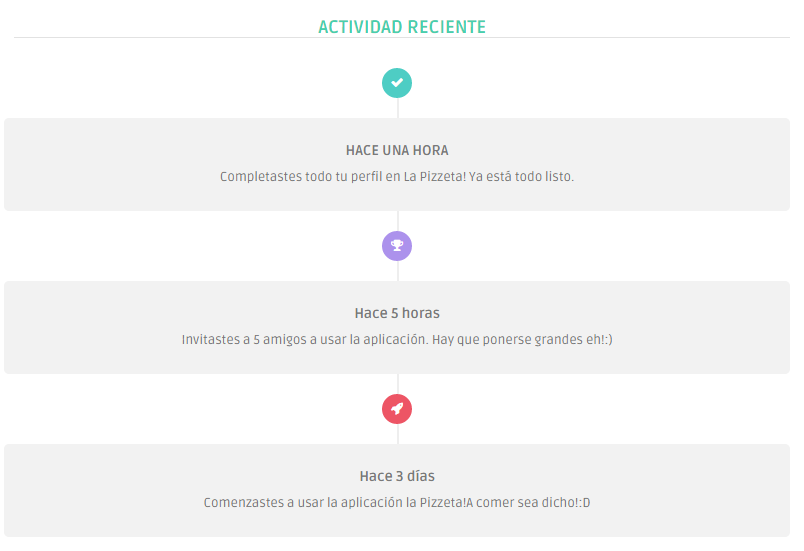 ACTIVIDAD RECIENTE
HACE UNA HORA
Completastes todo tu perfil en La Pizzeta! Ya está todo listo.
Hace 5 horas
Invitastes a 5 amigos a usar la aplicación. Hay que ponerse grandes eh!:)
Hace 3 días
Comenzastes a usar la aplicación la Pizzeta!A comer sea dicho!:D